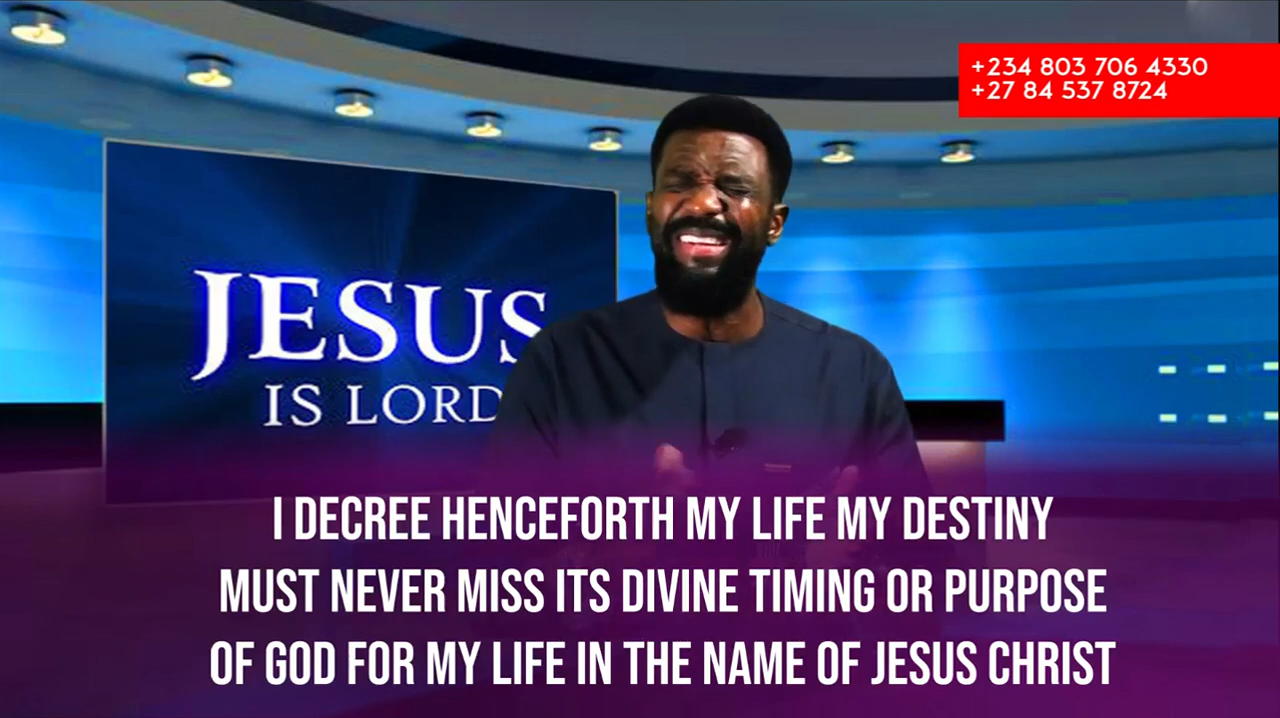 +234 803 706 4330
+27 84 537 8724
JESUS
IS LORD
I DECREE HENCEFORTH MY LIFE MY DESTINY
MUST NEVER MISS ITS DIVINE TIMING OR PURPOSE
OF GOD FOR MY LIFE IN THE NAME OF JESUS CHRIST